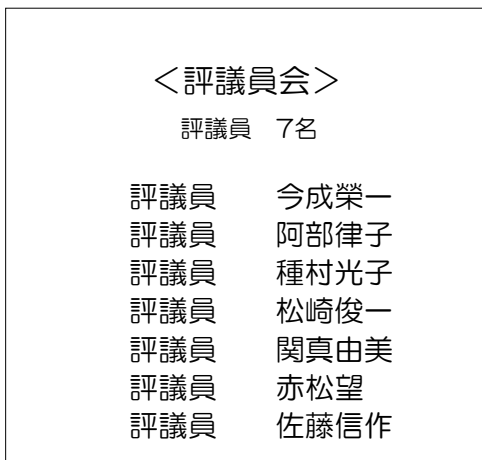 ＜評議員会＞
評議員　7名
評議員　今成榮一
評議員　阿部律子
評議員　種村光子
評議員　松崎俊一
評議員　関真由美
評議員　赤松望
評議員　佐藤信作